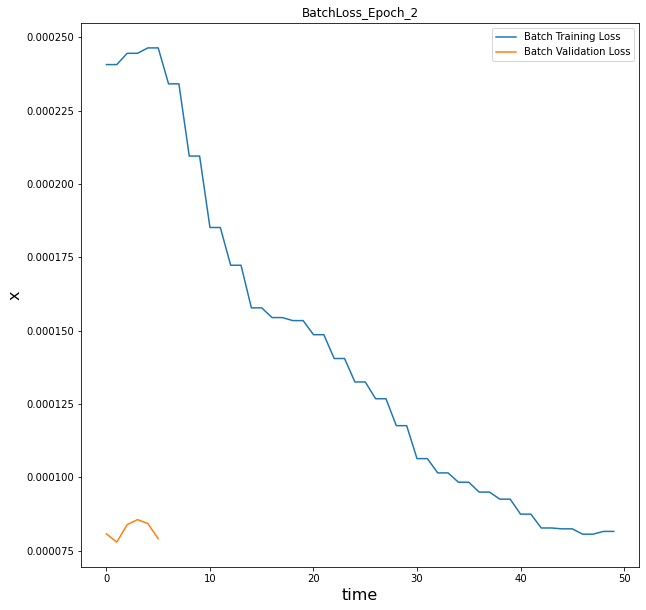 BatchLoss_Epoch_2
Batch Training Loss
Batch Validation Loss
0.000250
0.000225
0.000200
0.000175
0.000150
0.000125
0.000100
0.000075
x
0 10 20 30 40 50
time